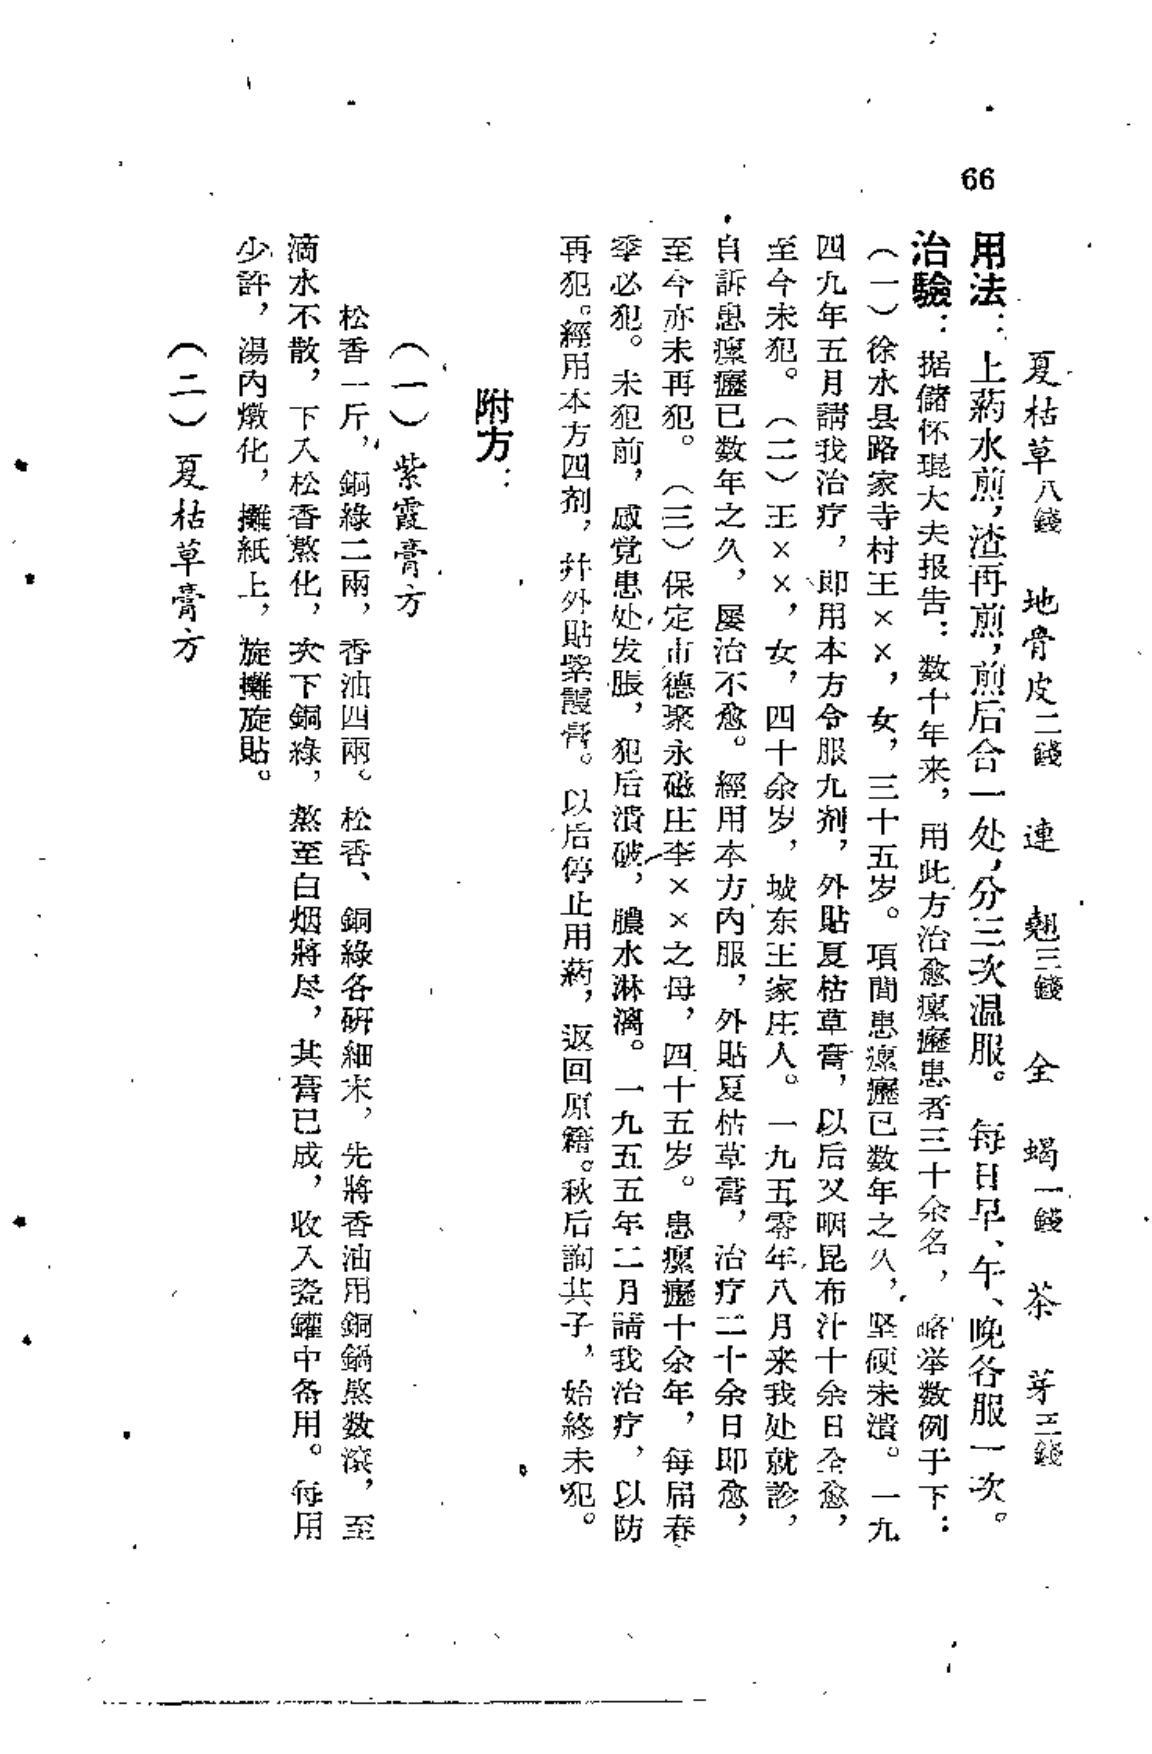 66
夏枯草八錢　地骨皮二錢　連　翹三錢　全　蝎一錢　茶　芽三錢
用法：上葯水煎，渣再煎，煎后合一处，分三次温服。每日早、午、晚各服一次。
治驗：据儲怀琨大夫报告：数十年来，用此方治愈瘰癧患者三十余名，略举数例于下：
（一）徐水县路家寺村王××，女，三十五岁。項間患瘰癧已数年之久，坚硬未潰。一九
四九年五月請我治疗，即用本方令服九剂，外貼夏枯草膏，以后又咽昆布汁十余日全愈，
至今未犯。（二）王××，女，四十余岁，城东王家庄人。一九五零年八月来我处就診，
自訴患瘰癧已数年之久，屡治不愈。經用本方内服，外貼夏枯草膏，治疗二十余日即愈，
至今亦未再犯。（三）保定市德聚永磁庄李××之母，四十五岁。患瘰癧十余年，每届春
季必犯。未犯前，感觉患处发脹，犯后潰破，膿水淋漓。一九五五年二月請我治疗，以防
再犯。經用本方四剂，幷外貼紫霞膏。以后停止用葯，返回原籍。秋后詢其子，始終未犯。
附方：
（一）紫霞膏方
松香一斤，銅綠二兩，香油四兩。松香、銅綠各研細末，先將香油用銅鍋熬数滾，至
滴水不散，下入松香熬化，次下銅綠，熬至白烟將尽，其膏已成，收入瓷罐中备用。每用
少許，湯內燉化，攤紙上，旋攤旋貼。
（二）夏枯草膏方